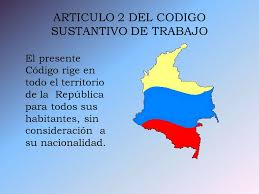 ARTICULO 2 DEL CODIGO
SUSTANTIVO DE TRABAJO
El presente
Código rige en
todo el territorio
de la  República
para todos sus
habitantes, sin
consideración  a
su nacionalidad.